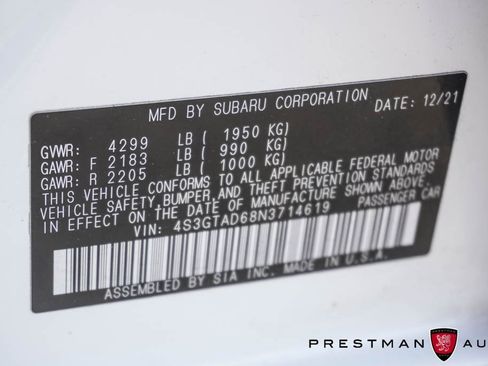 MFD BY SUBARU CORPORATION DATE: 12/21
GVWR: 4299 LB ( 1950 KG)
GAWR: F 2183 LB ( 990 KG)
GAWR: R 2205 LB ( 1000 KG)
THIS VEHICLE CONFORMS TO ALL APPLICABLE FEDERAL MOTOR
VEHICLE SAFETY, BUMPER, AND THEFT PREVENTION STANDARDS
IN EFFECT ON THE DATE OF MANUFACTURE SHOWN ABOVE.
VIN: 4S3GTAD68N3714619 PASSENGER CAR
ASSEMBLED BY SIA INC. MADE IN U.S.A.
PRESTMAN AU